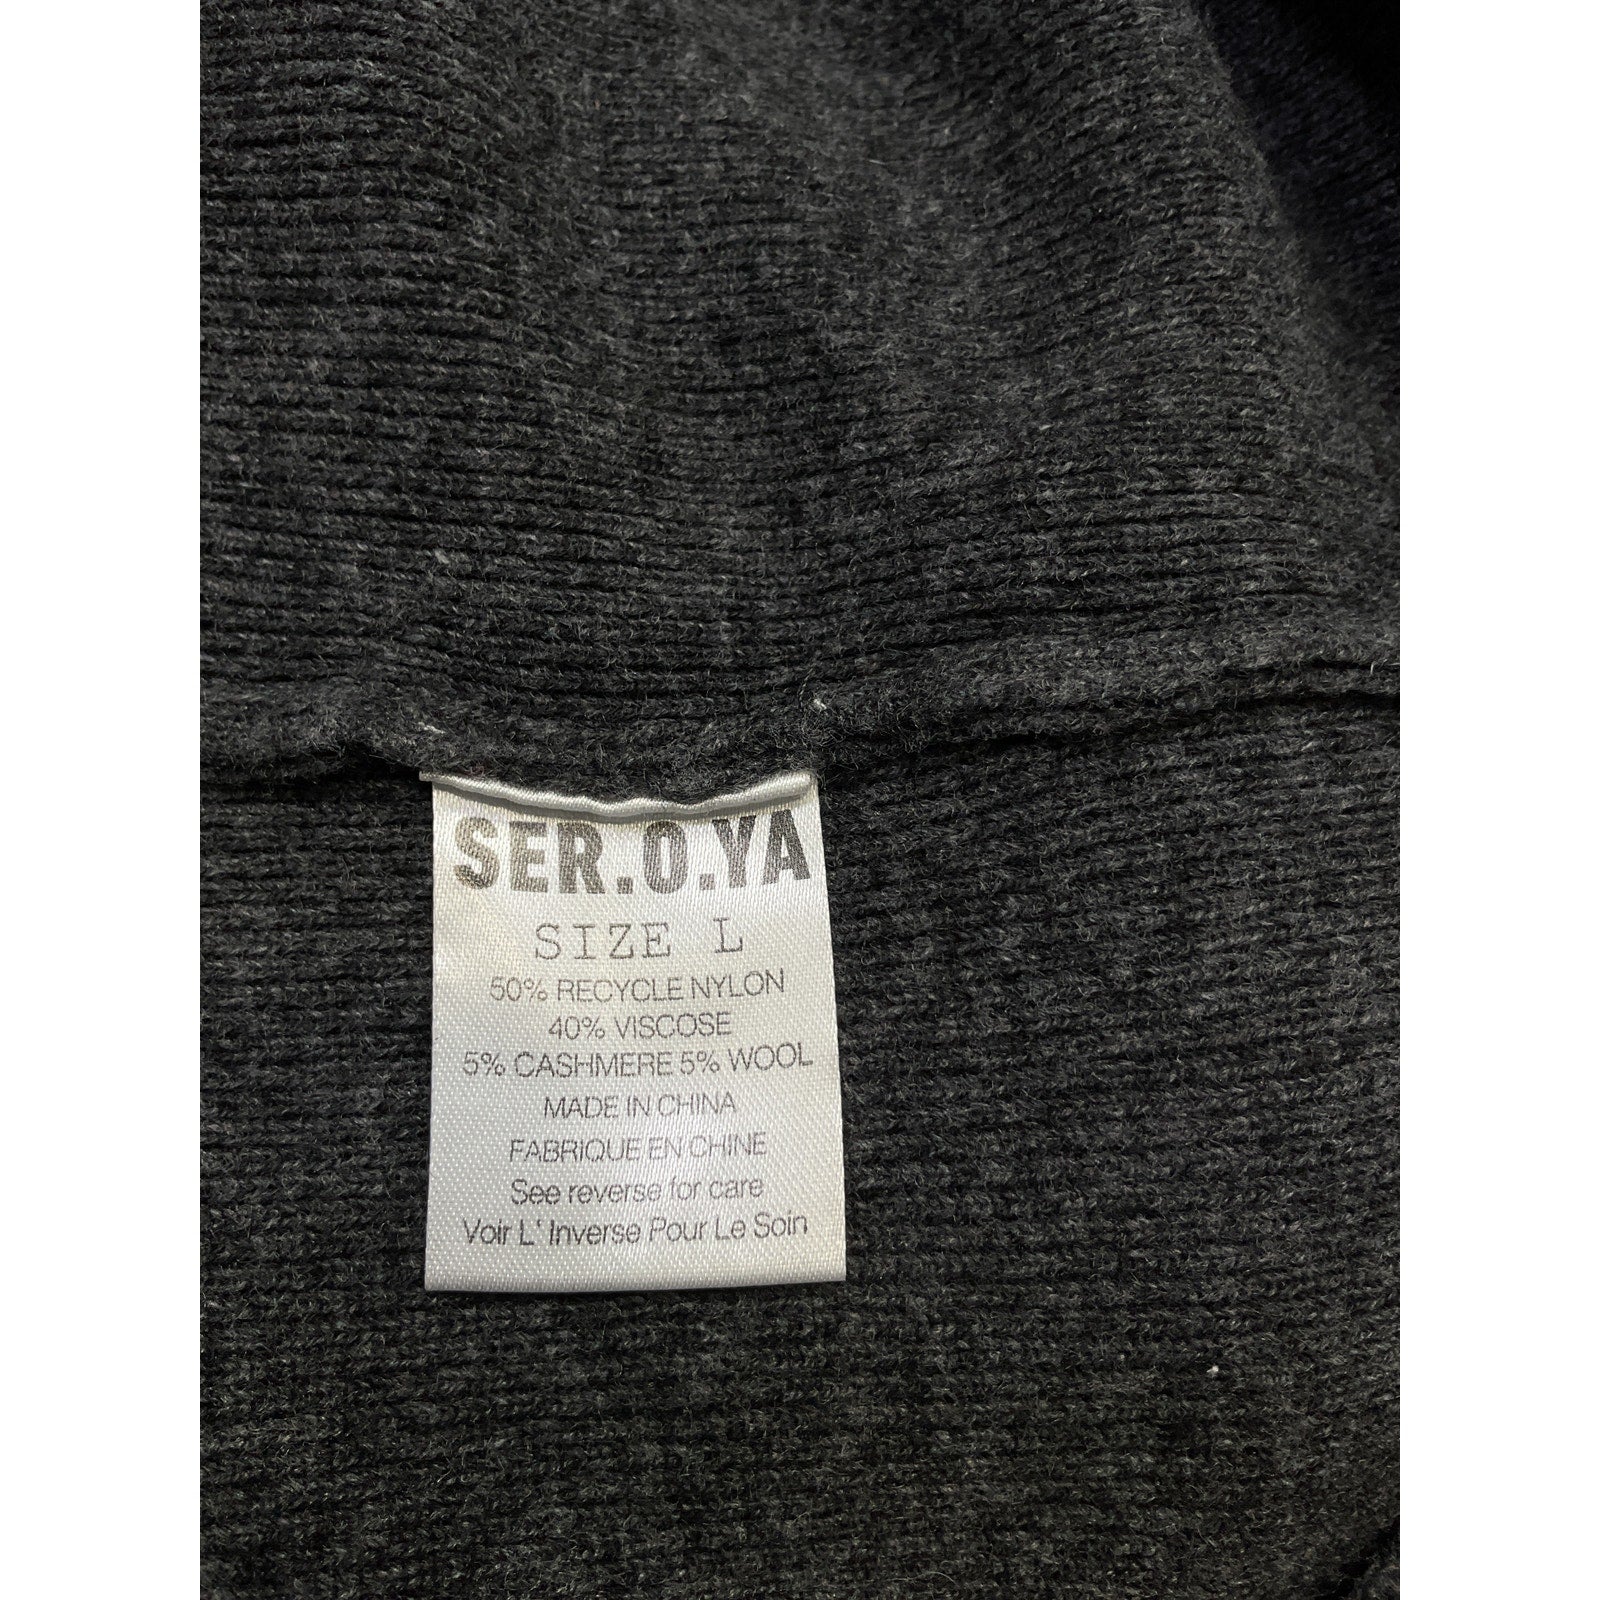 SER.O.YA
SIZE L
50% RECYCLE NYLON
40% VISCOSE
5% CASHMERE 5% WOOL
MADE IN CHINA
FABRIQUE EN CHINE
See reverse for care
Voir L' Inverse Pour Le Soin